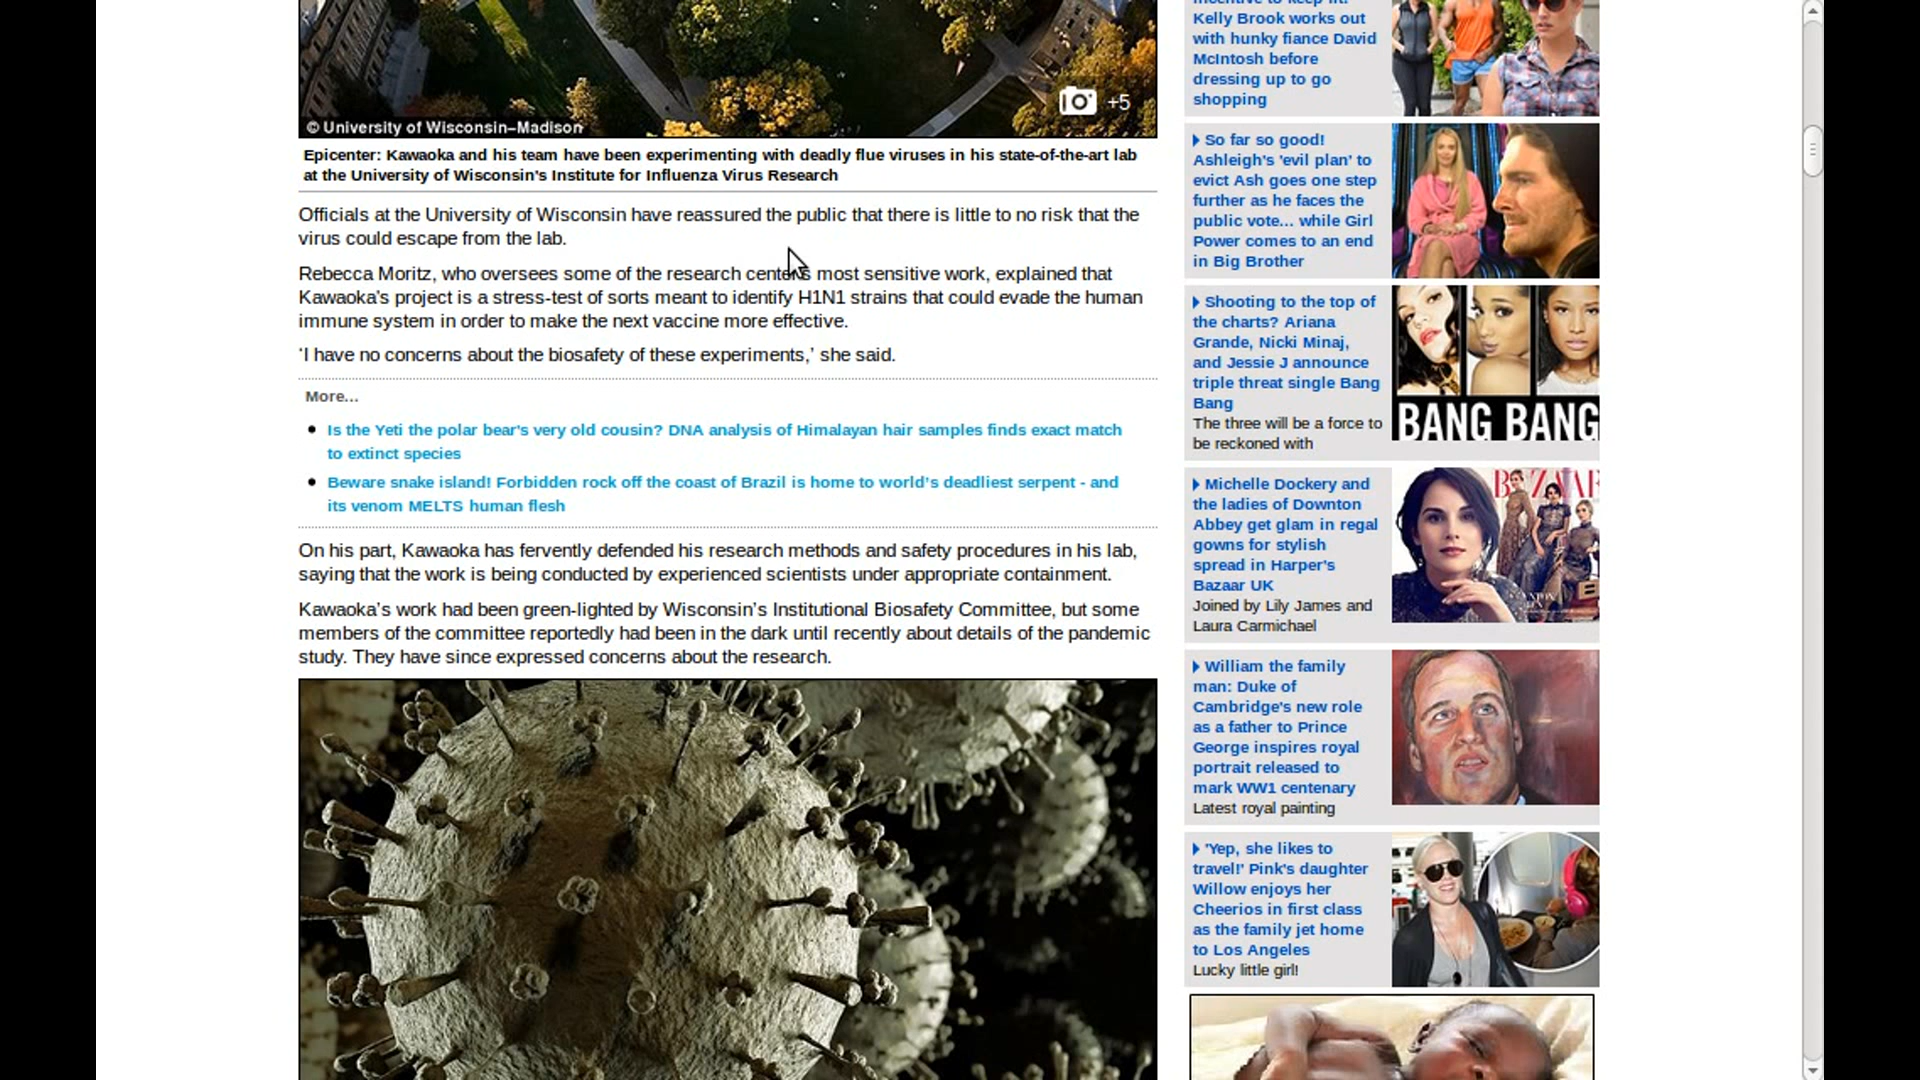 © University of Wisconsin–Madison
+5
Epicenter: Kawaoka and his team have been experimenting with deadly flue viruses in his state-of-the-art lab
at the University of Wisconsin's Institute for Influenza Virus Research
Officials at the University of Wisconsin have reassured the public that there is little to no risk that the
virus could escape from the lab.
Rebecca Moritz, who oversees some of the research center's most sensitive work, explained that
Kawaoka's project is a stress-test of sorts meant to identify H1N1 strains that could evade the human
immune system in order to make the next vaccine more effective.
‘I have no concerns about the biosafety of these experiments,’ she said.
More...
Is the Yeti the polar bear's very old cousin? DNA analysis of Himalayan hair samples finds exact match
to extinct species
Beware snake island! Forbidden rock off the coast of Brazil is home to world’s deadliest serpent - and
its venom MELTS human flesh
On his part, Kawaoka has fervently defended his research methods and safety procedures in his lab,
saying that the work is being conducted by experienced scientists under appropriate containment.
Kawaoka’s work had been green-lighted by Wisconsin’s Institutional Biosafety Committee, but some
members of the committee reportedly had been in the dark until recently about details of the pandemic
study. They have since expressed concerns about the research.
incentive to keep fit!
Kelly Brook works out
with hunky fiance David
McIntosh before
dressing up to go
shopping
So far so good!
Ashleigh's 'evil plan' to
evict Ash goes one step
further as he faces the
public vote... while Girl
Power comes to an end
in Big Brother
Shooting to the top of
the charts? Ariana
Grande, Nicki Minaj,
and Jessie J announce
triple threat single Bang
Bang
The three will be a force to
be reckoned with
BANG BANG
Michelle Dockery and
the ladies of Downton
Abbey get glam in regal
gowns for stylish
spread in Harper's
Bazaar UK
Joined by Lily James and
Laura Carmichael
William the family
man: Duke of
Cambridge's new role
as a father to Prince
George inspires royal
portrait released to
mark WW1 centenary
Latest royal painting
'Yep, she likes to
travel!' Pink's daughter
Willow enjoys her
Cheerios in first class
as the family jet home
to Los Angeles
Lucky little girl!